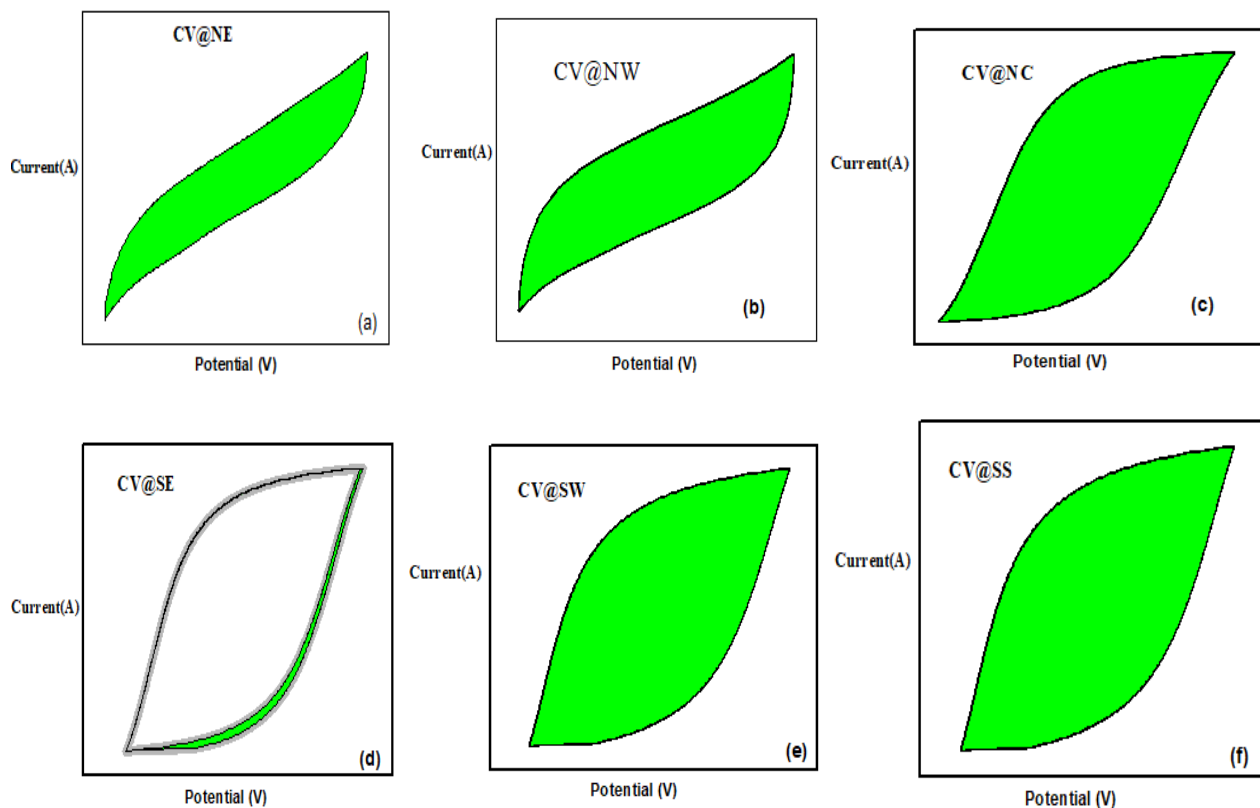 CV@NE
Current(A)
(a)
Potential (V)
CV@NW
Current(A)
(b)
Potential (V)
CV@NC
Current(A)
(c)
Potential (V)
CV@SE
Current(A)
(d)
Potential (V)
CV@SW
Current(A)
(e)
Potential (V)
CV@SS
Current(A)
(f)
Potential (V)